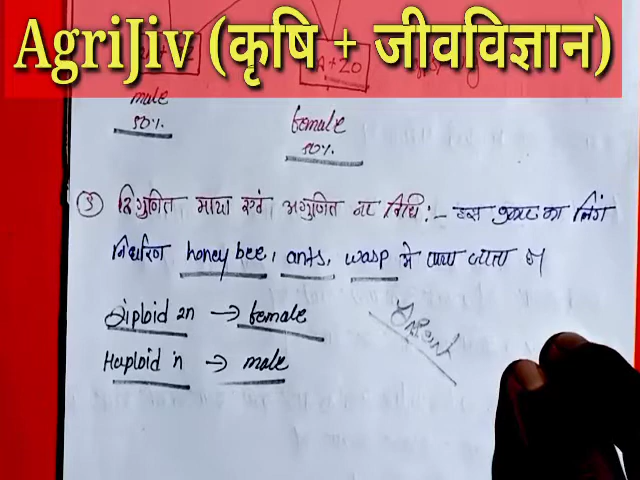 AgriJiv (कृषि + जीवविज्ञान)
male
50%
female
50%
③ द्विगुणित मादा एवं अगुणित नर विधि:- इस प्रकार का लिंग
निर्धारण honey bee, ants, wasp में पाया जाता है।
Diploid 2n → female
Haploid n → male